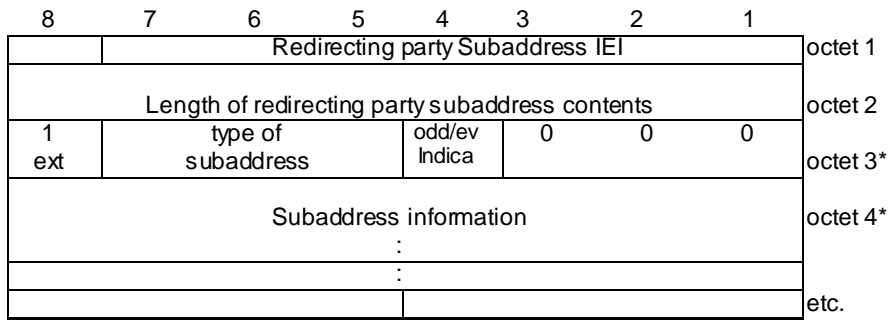 8 7 6 5 4 3 2 1
Redirecting party Subaddress IEI octet 1
Length of redirecting party subaddress contents octet 2
1 type of odd/ev 0 0 0
ext subaddress Indica octet 3*
Subaddress information octet 4*
:
:
etc.